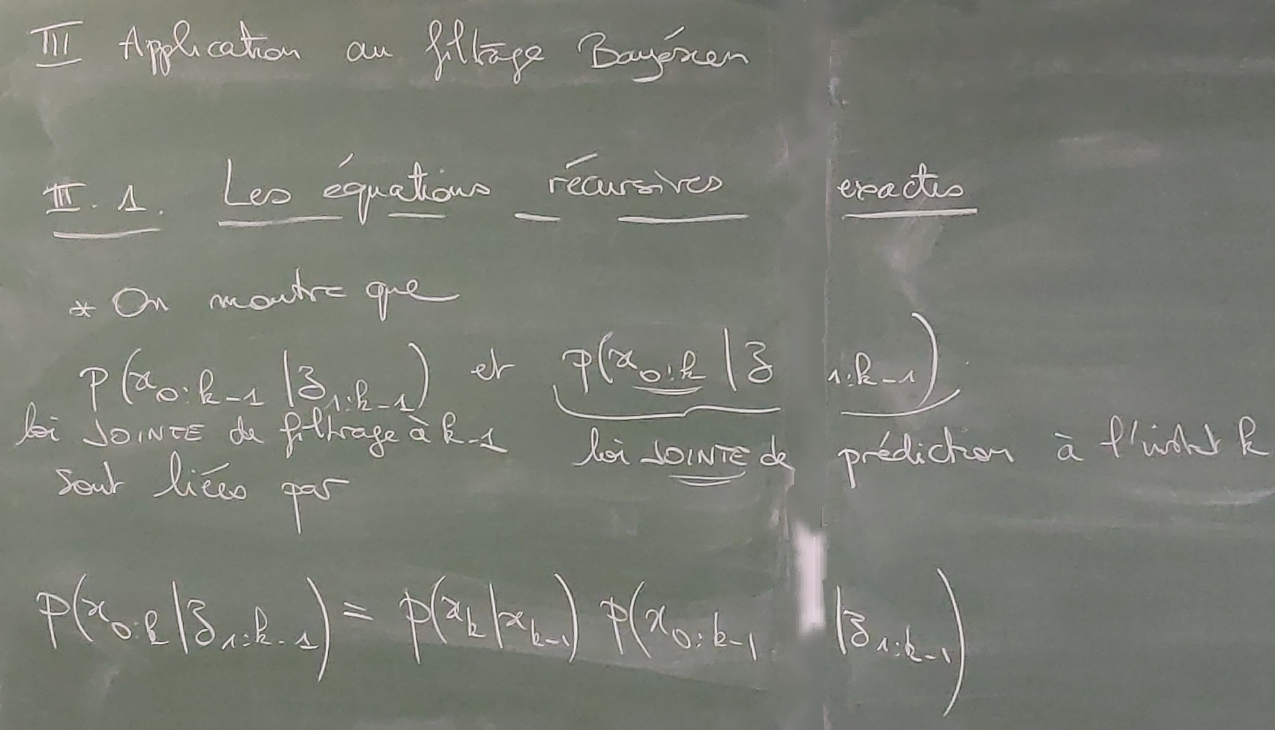 III Application au filtrage Bayésien
III. 1. Les équations récursives exactes
* On montre que
p(x_{0:k-1} | z_{1:k-1}) et p(x_{0:k} | z_{1:k-1})
loi JOINTE de filtrage à k-1 loi JOINTE de prédiction à l'instant k
sont liées par
p(x_{0:k} | z_{1:k-1}) = p(x_k | x_{k-1}) p(x_{0:k-1} | z_{1:k-1})